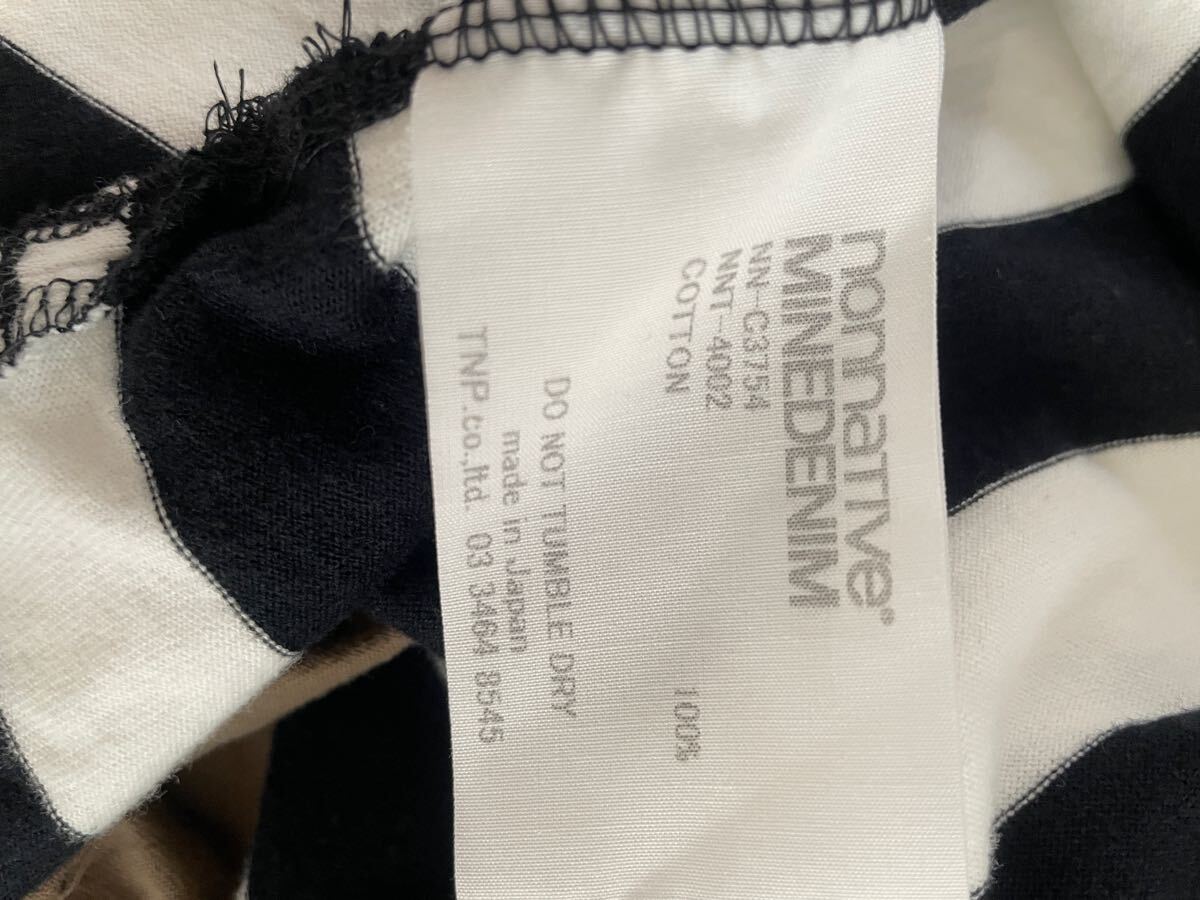 nonnative®
MINEDENIM
NN-C3754
NNT-4002
COTTON 100%
DO NOT TUMBLE DRY
made in Japan
TNP.co.,ltd. 03 3464 8545